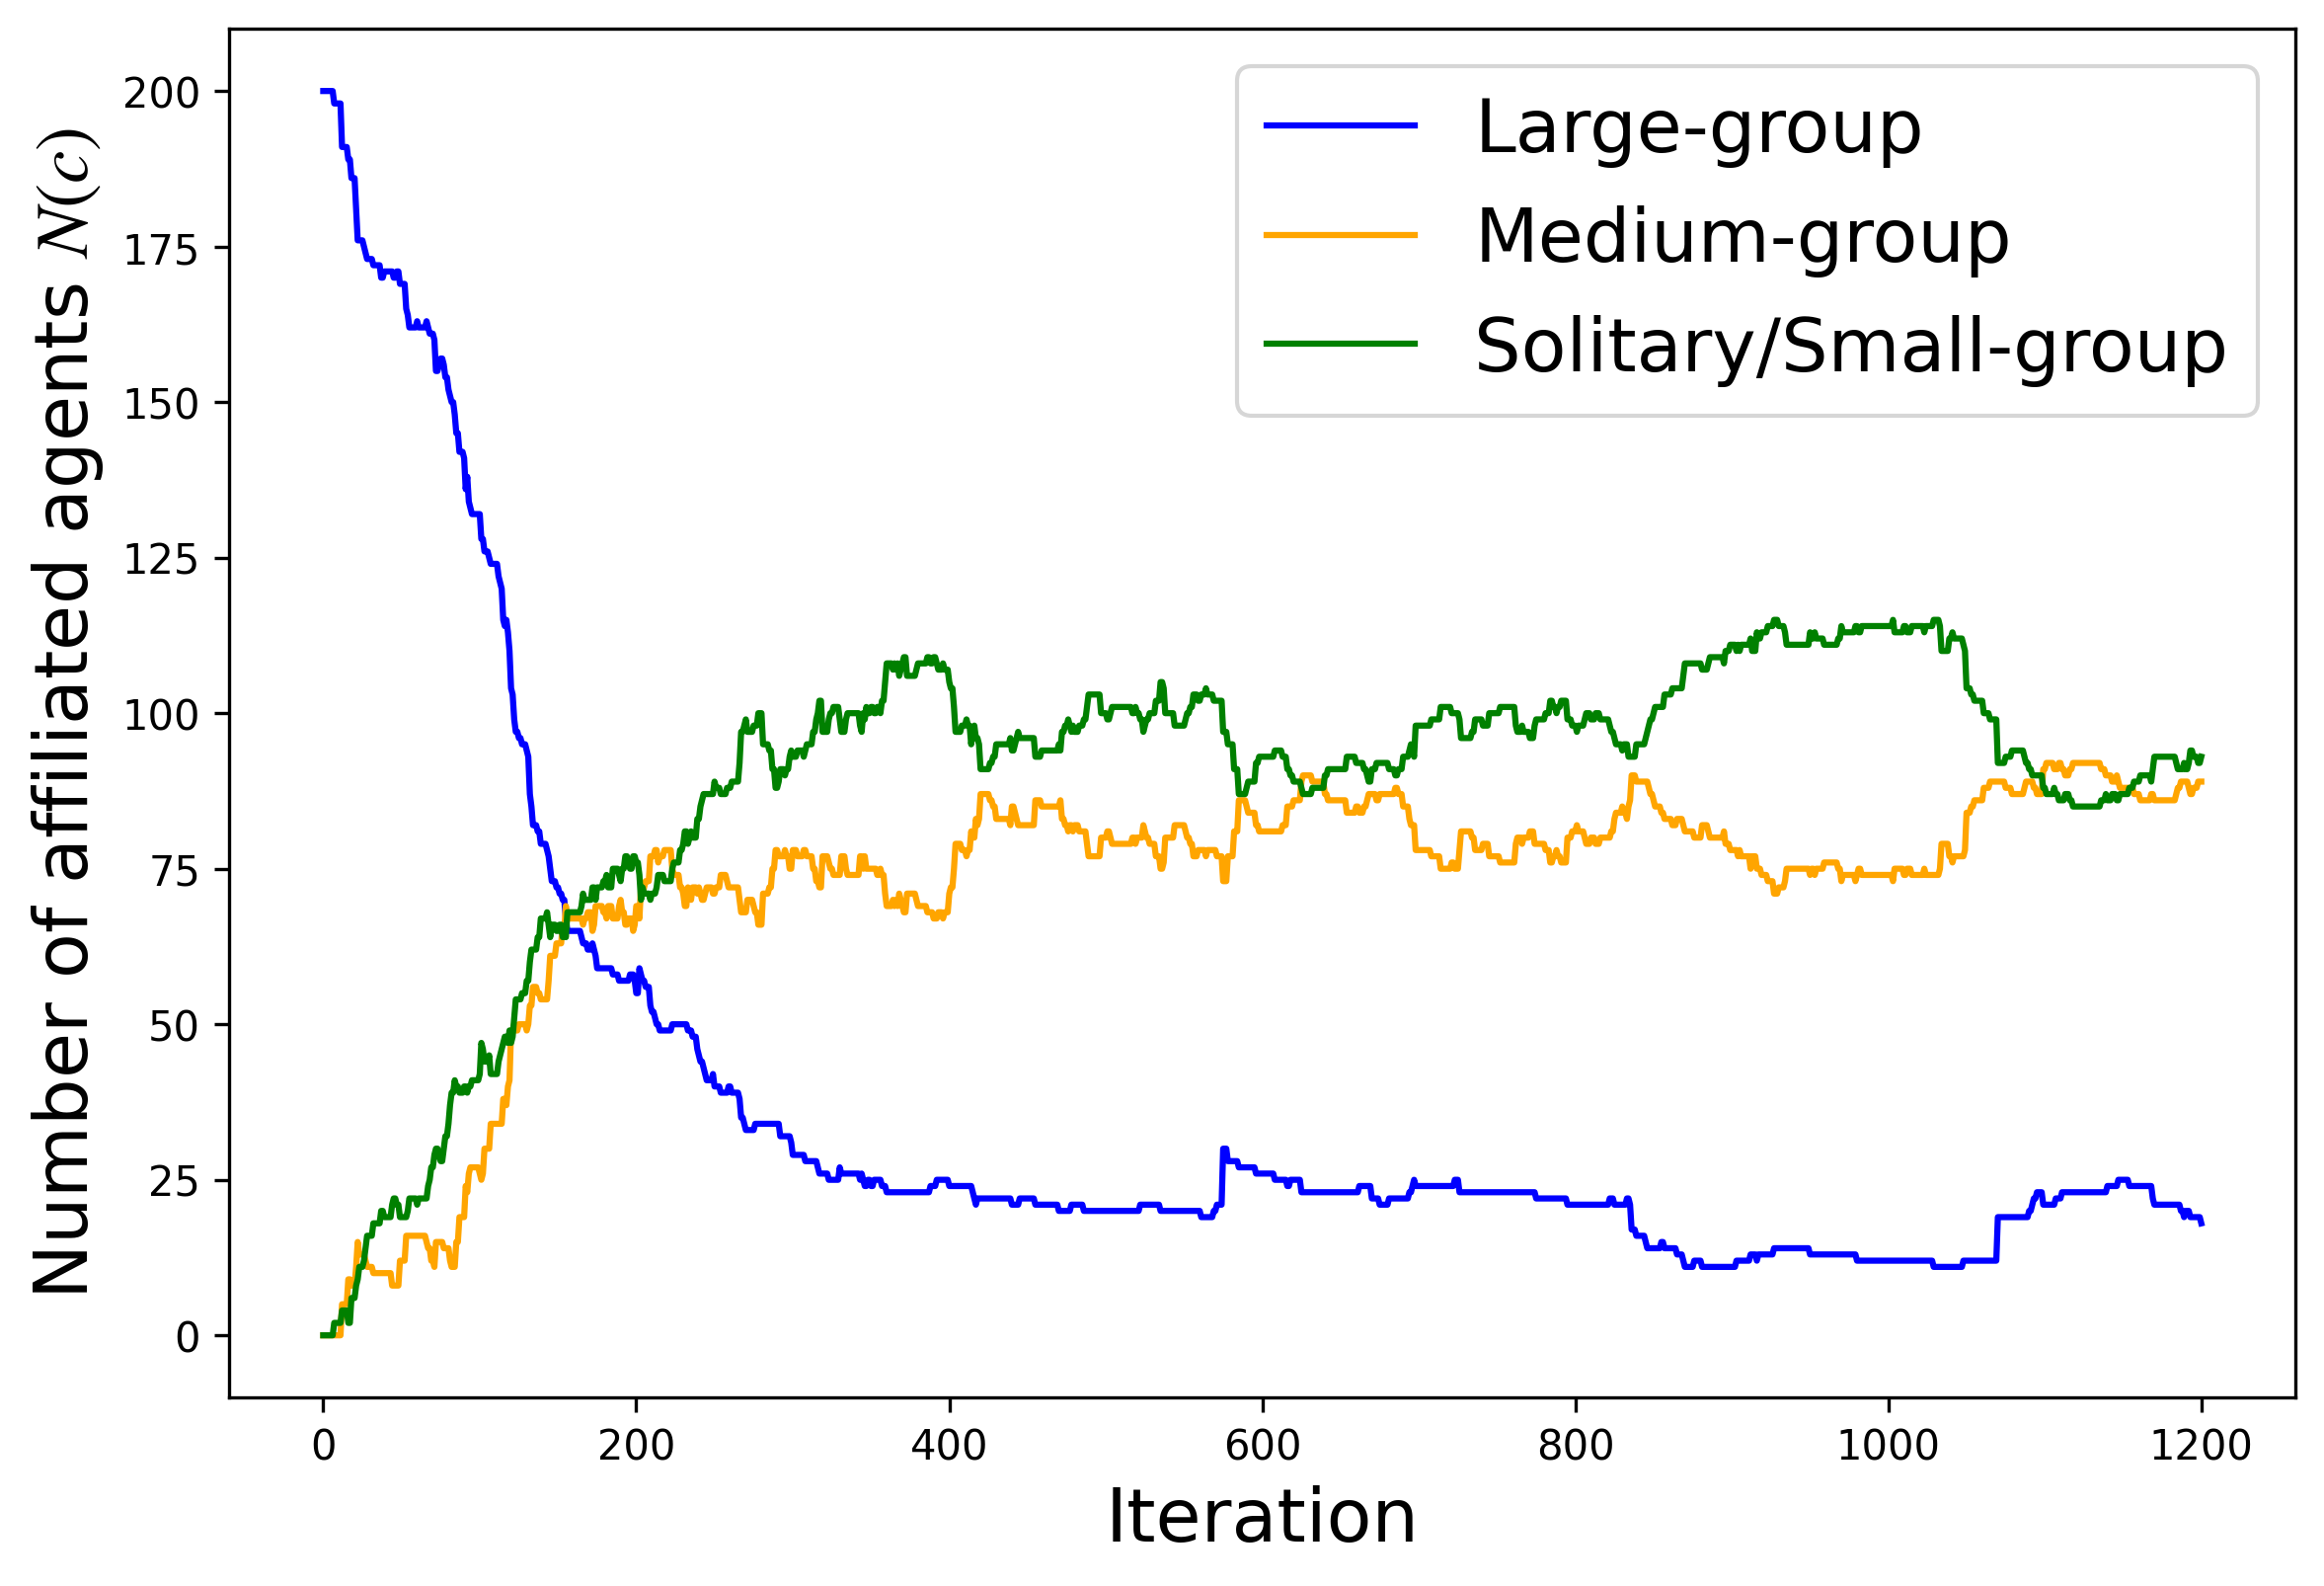 Number of affiliated agents N(c)
200
175
150
125
100
75
50
25
0
Large-group
Medium-group
Solitary/Small-group
0 200 400 600 800 1000 1200
Iteration